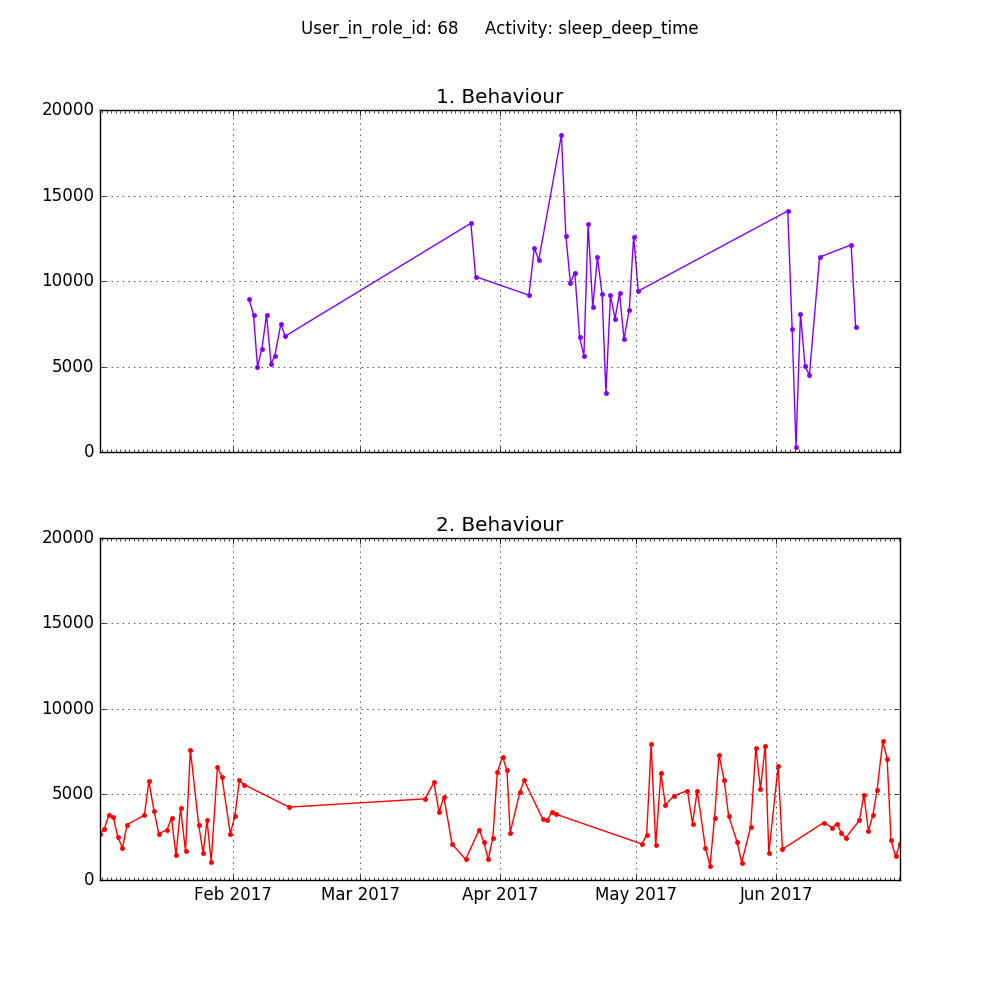 User_in_role_id: 68     Activity: sleep_deep_time
1. Behaviour
20000
15000
10000
5000
0
2. Behaviour
20000
15000
10000
5000
0
Feb 2017 Mar 2017 Apr 2017 May 2017 Jun 2017